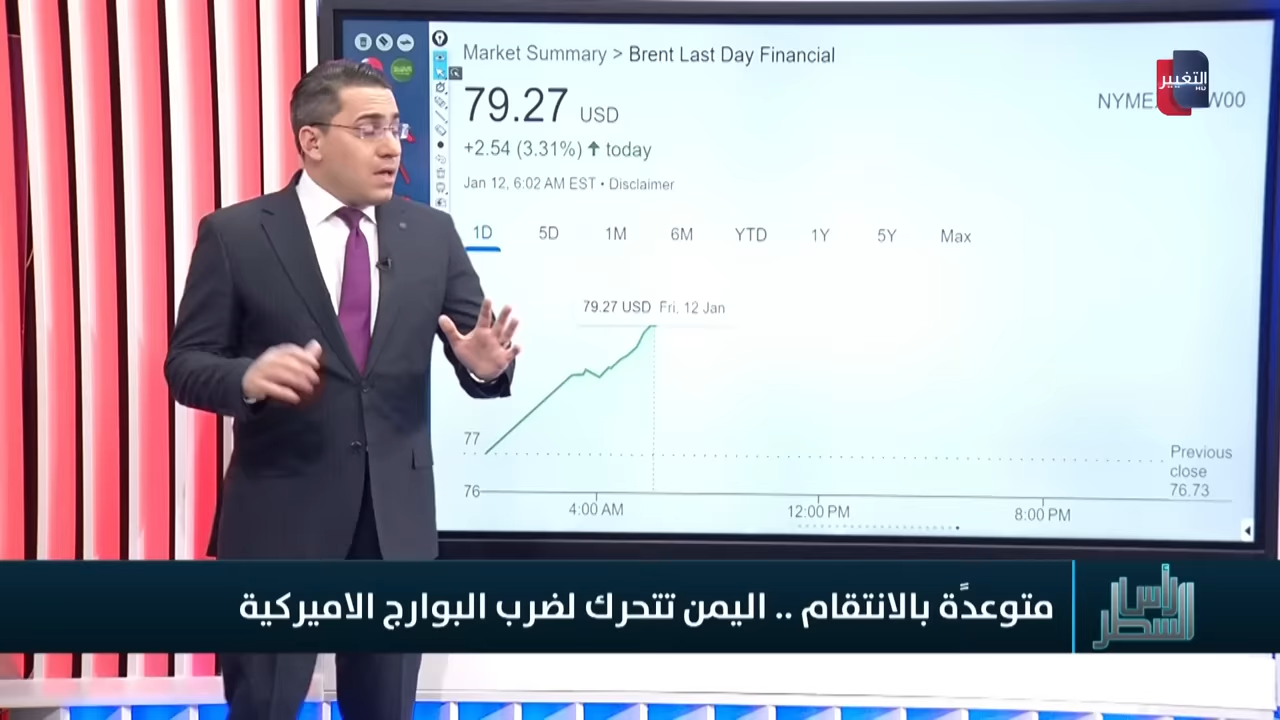 Market Summary > Brent Last Day Financial
79.27 USD
+2.54 (3.31%) ↑ today
Jan 12, 6:02 AM EST • Disclaimer
التغيير
1D 5D 1M 6M YTD 1Y 5Y Max
79.27 USD Fri, 12 Jan
77
Previous
close
76.73
76
4:00 AM 12:00 PM 8:00 PM
متوعدةً بالانتقام .. اليمن تتحرك لضرب البوارج الاميركية
رأس
السطر